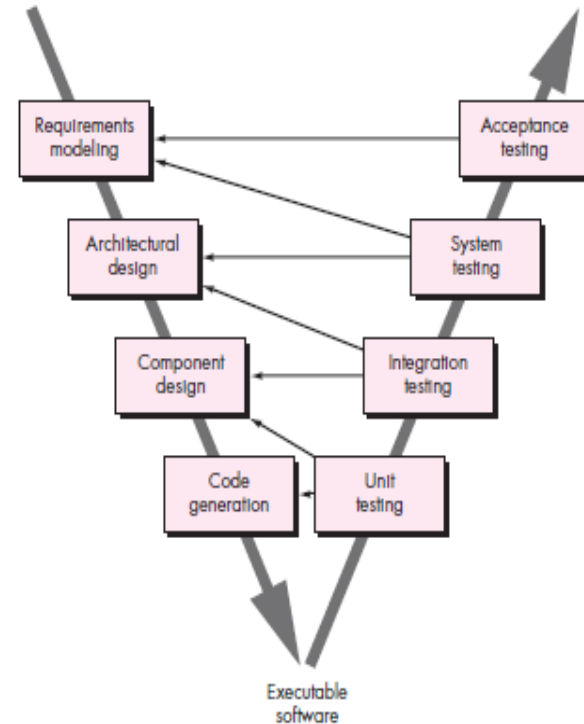 Requirements
modeling
Acceptance
testing
Architectural
design
System
testing
Component
design
Integration
testing
Code
generation
Unit
testing
Executable
software